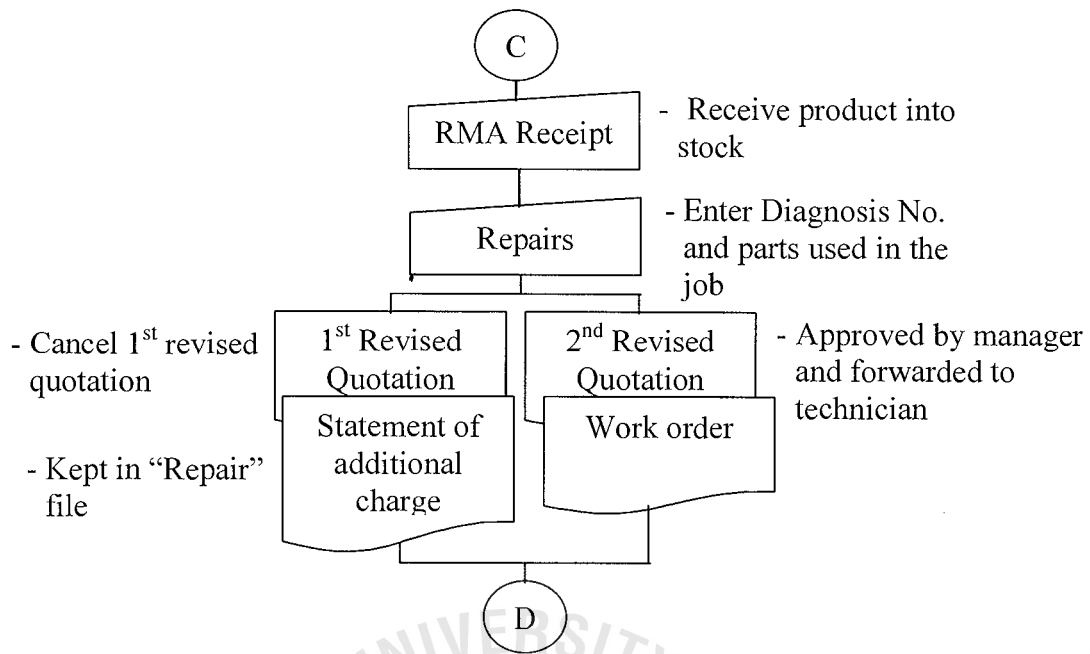 C
RMA Receipt
- Receive product into
stock
Repairs
- Enter Diagnosis No.
and parts used in the
job
- Cancel 1st revised
quotation
1st Revised
Quotation
2nd Revised
Quotation
- Approved by manager
and forwarded to
technician
Statement of
additional
charge
Work order
- Kept in “Repair”
file
D
UNIVERSITY